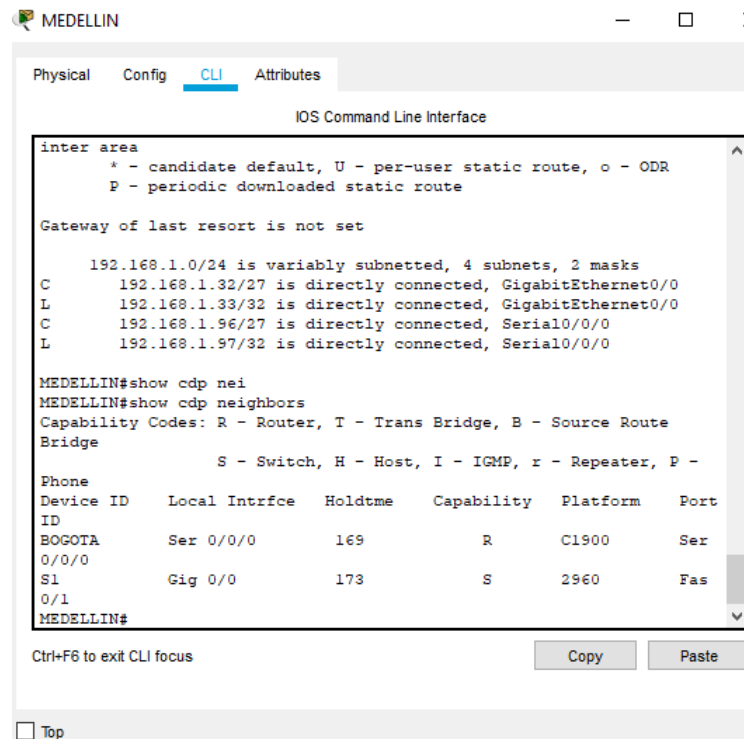 MEDELLIN
Physical Config CLI Attributes
IOS Command Line Interface
inter area
* - candidate default, U - per-user static route, o - ODR
P - periodic downloaded static route
Gateway of last resort is not set
192.168.1.0/24 is variably subnetted, 4 subnets, 2 masks
C 192.168.1.32/27 is directly connected, GigabitEthernet0/0
L 192.168.1.33/32 is directly connected, GigabitEthernet0/0
C 192.168.1.96/27 is directly connected, Serial0/0/0
L 192.168.1.97/32 is directly connected, Serial0/0/0
MEDELLIN#show cdp nei
MEDELLIN#show cdp neighbors
Capability Codes: R - Router, T - Trans Bridge, B - Source Route
Bridge
S - Switch, H - Host, I - IGMP, r - Repeater, P -
Phone
Device ID Local Intrfce Holdtme Capability Platform Port
ID
BOGOTA Ser 0/0/0 169 R C1900 Ser
0/0/0
S1 Gig 0/0 173 S 2960 Fas
0/1
MEDELLIN#
Ctrl+F6 to exit CLI focus
Copy Paste
Top